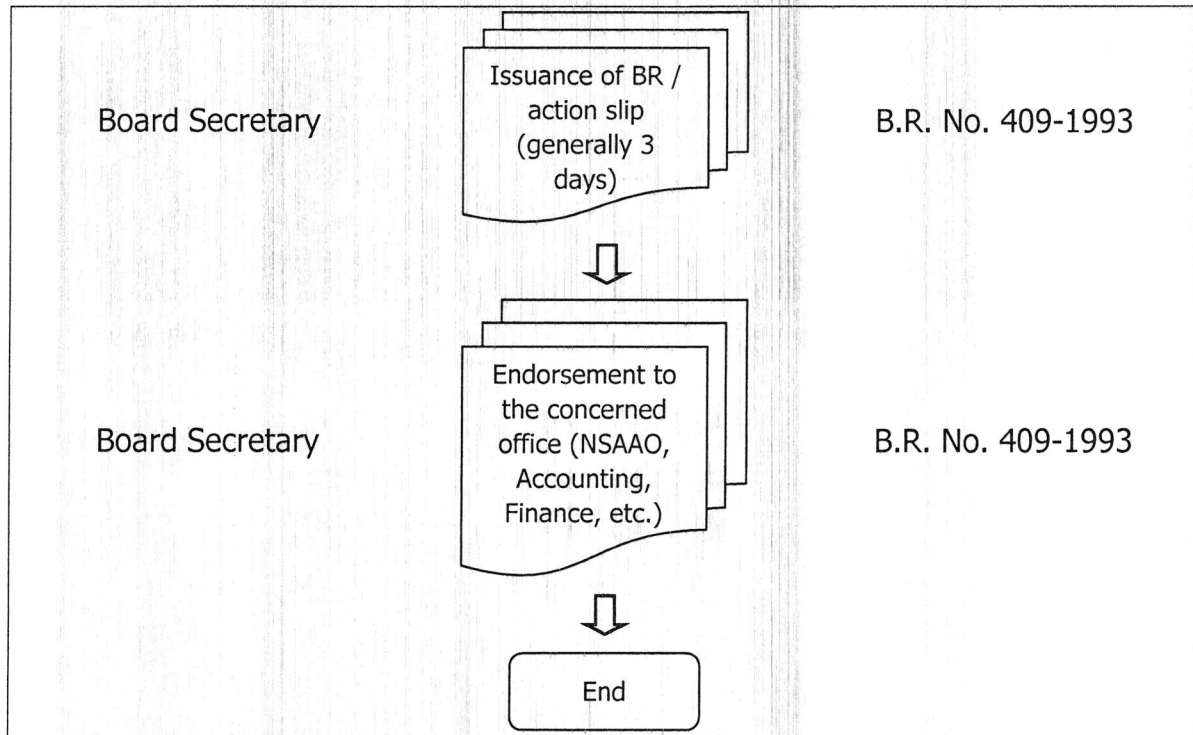 Board Secretary
Issuance of BR /
action slip
(generally 3
days)
B.R. No. 409-1993
Board Secretary
Endorsement to
the concerned
office (NSAAO,
Accounting,
Finance, etc.)
B.R. No. 409-1993
End